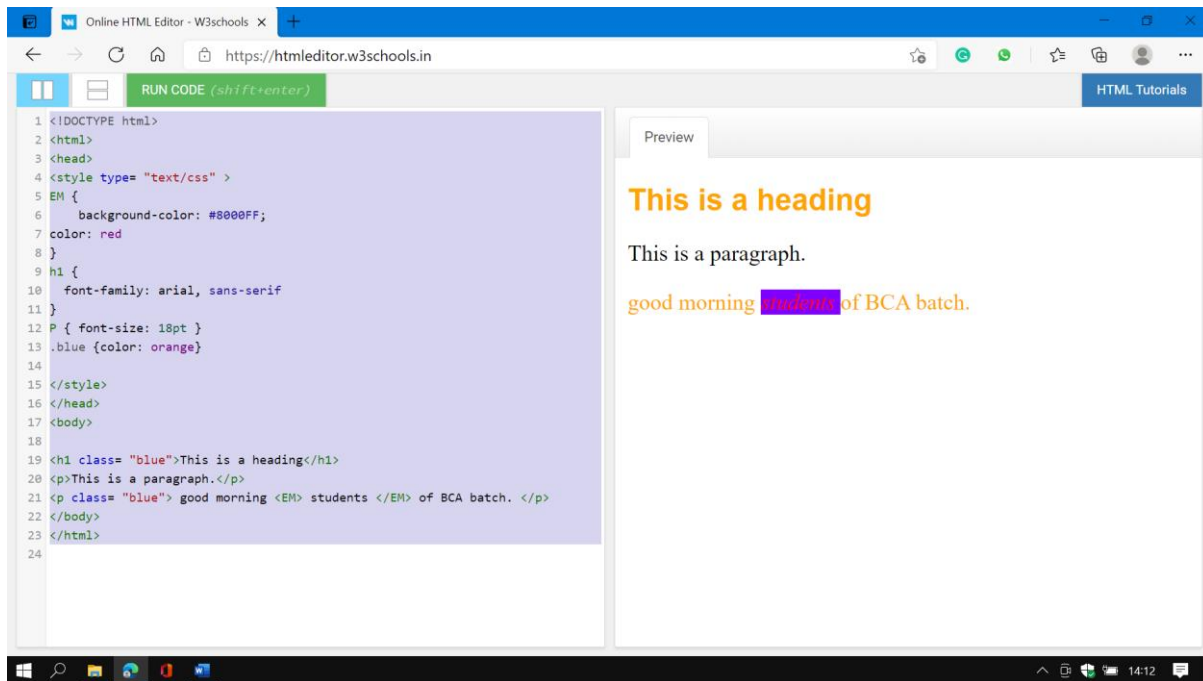 Online HTML Editor - W3schools
https://htmleditor.w3schools.in
RUN CODE (shift+enter)
HTML Tutorials
1 <!DOCTYPE html>
2 <html>
3 <head>
4 <style type= "text/css" >
5 EM {
6     background-color: #8000FF;
7 color: red
8 }
9 h1 {
10   font-family: arial, sans-serif
11 }
12 P { font-size: 18pt }
13 .blue {color: orange}
14
15 </style>
16 </head>
17 <body>
18
19 <h1 class= "blue">This is a heading</h1>
20 <p>This is a paragraph.</p>
21 <p class= "blue"> good morning <EM> students </EM> of BCA batch. </p>
22 </body>
23 </html>
24
Preview
This is a heading
This is a paragraph.
good morning students of BCA batch.
14:12